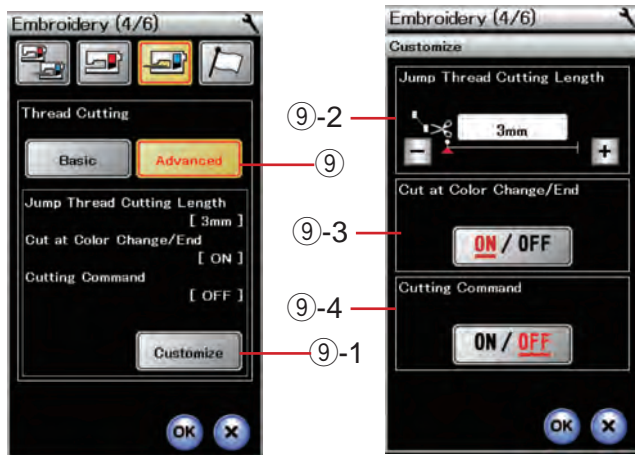 Embroidery (4/6)
Thread Cutting
Basic
Advanced
Jump Thread Cutting Length
[ 3mm ]
Cut at Color Change/End
[ ON ]
Cutting Command
[ OFF ]
Customize
OK
⑨
⑨-1
Embroidery (4/6)
Customize
Jump Thread Cutting Length
3mm
- +
Cut at Color Change/End
ON / OFF
Cutting Command
ON / OFF
OK
⑨-2
⑨-3
⑨-4